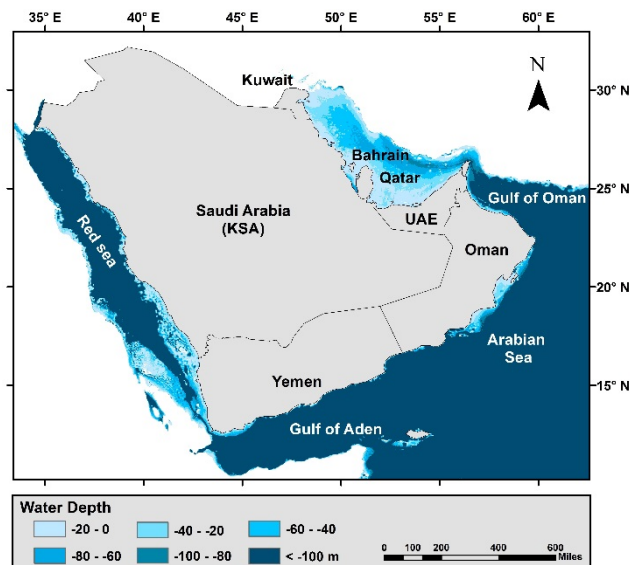 35° E
40° E
45° E
50° E
55° E
60° E
N
Kuwait
30° N
Bahrain
Qatar
Gulf of Oman
25° N
Saudi Arabia
(KSA)
UAE
Red sea
Oman
20° N
Arabian
Sea
Yemen
15° N
Gulf of Aden
Water Depth
-20 - 0
-40 - -20
-60 - -40
-80 - -60
-100 - -80
< -100 m
0
100
200
400
600
Miles